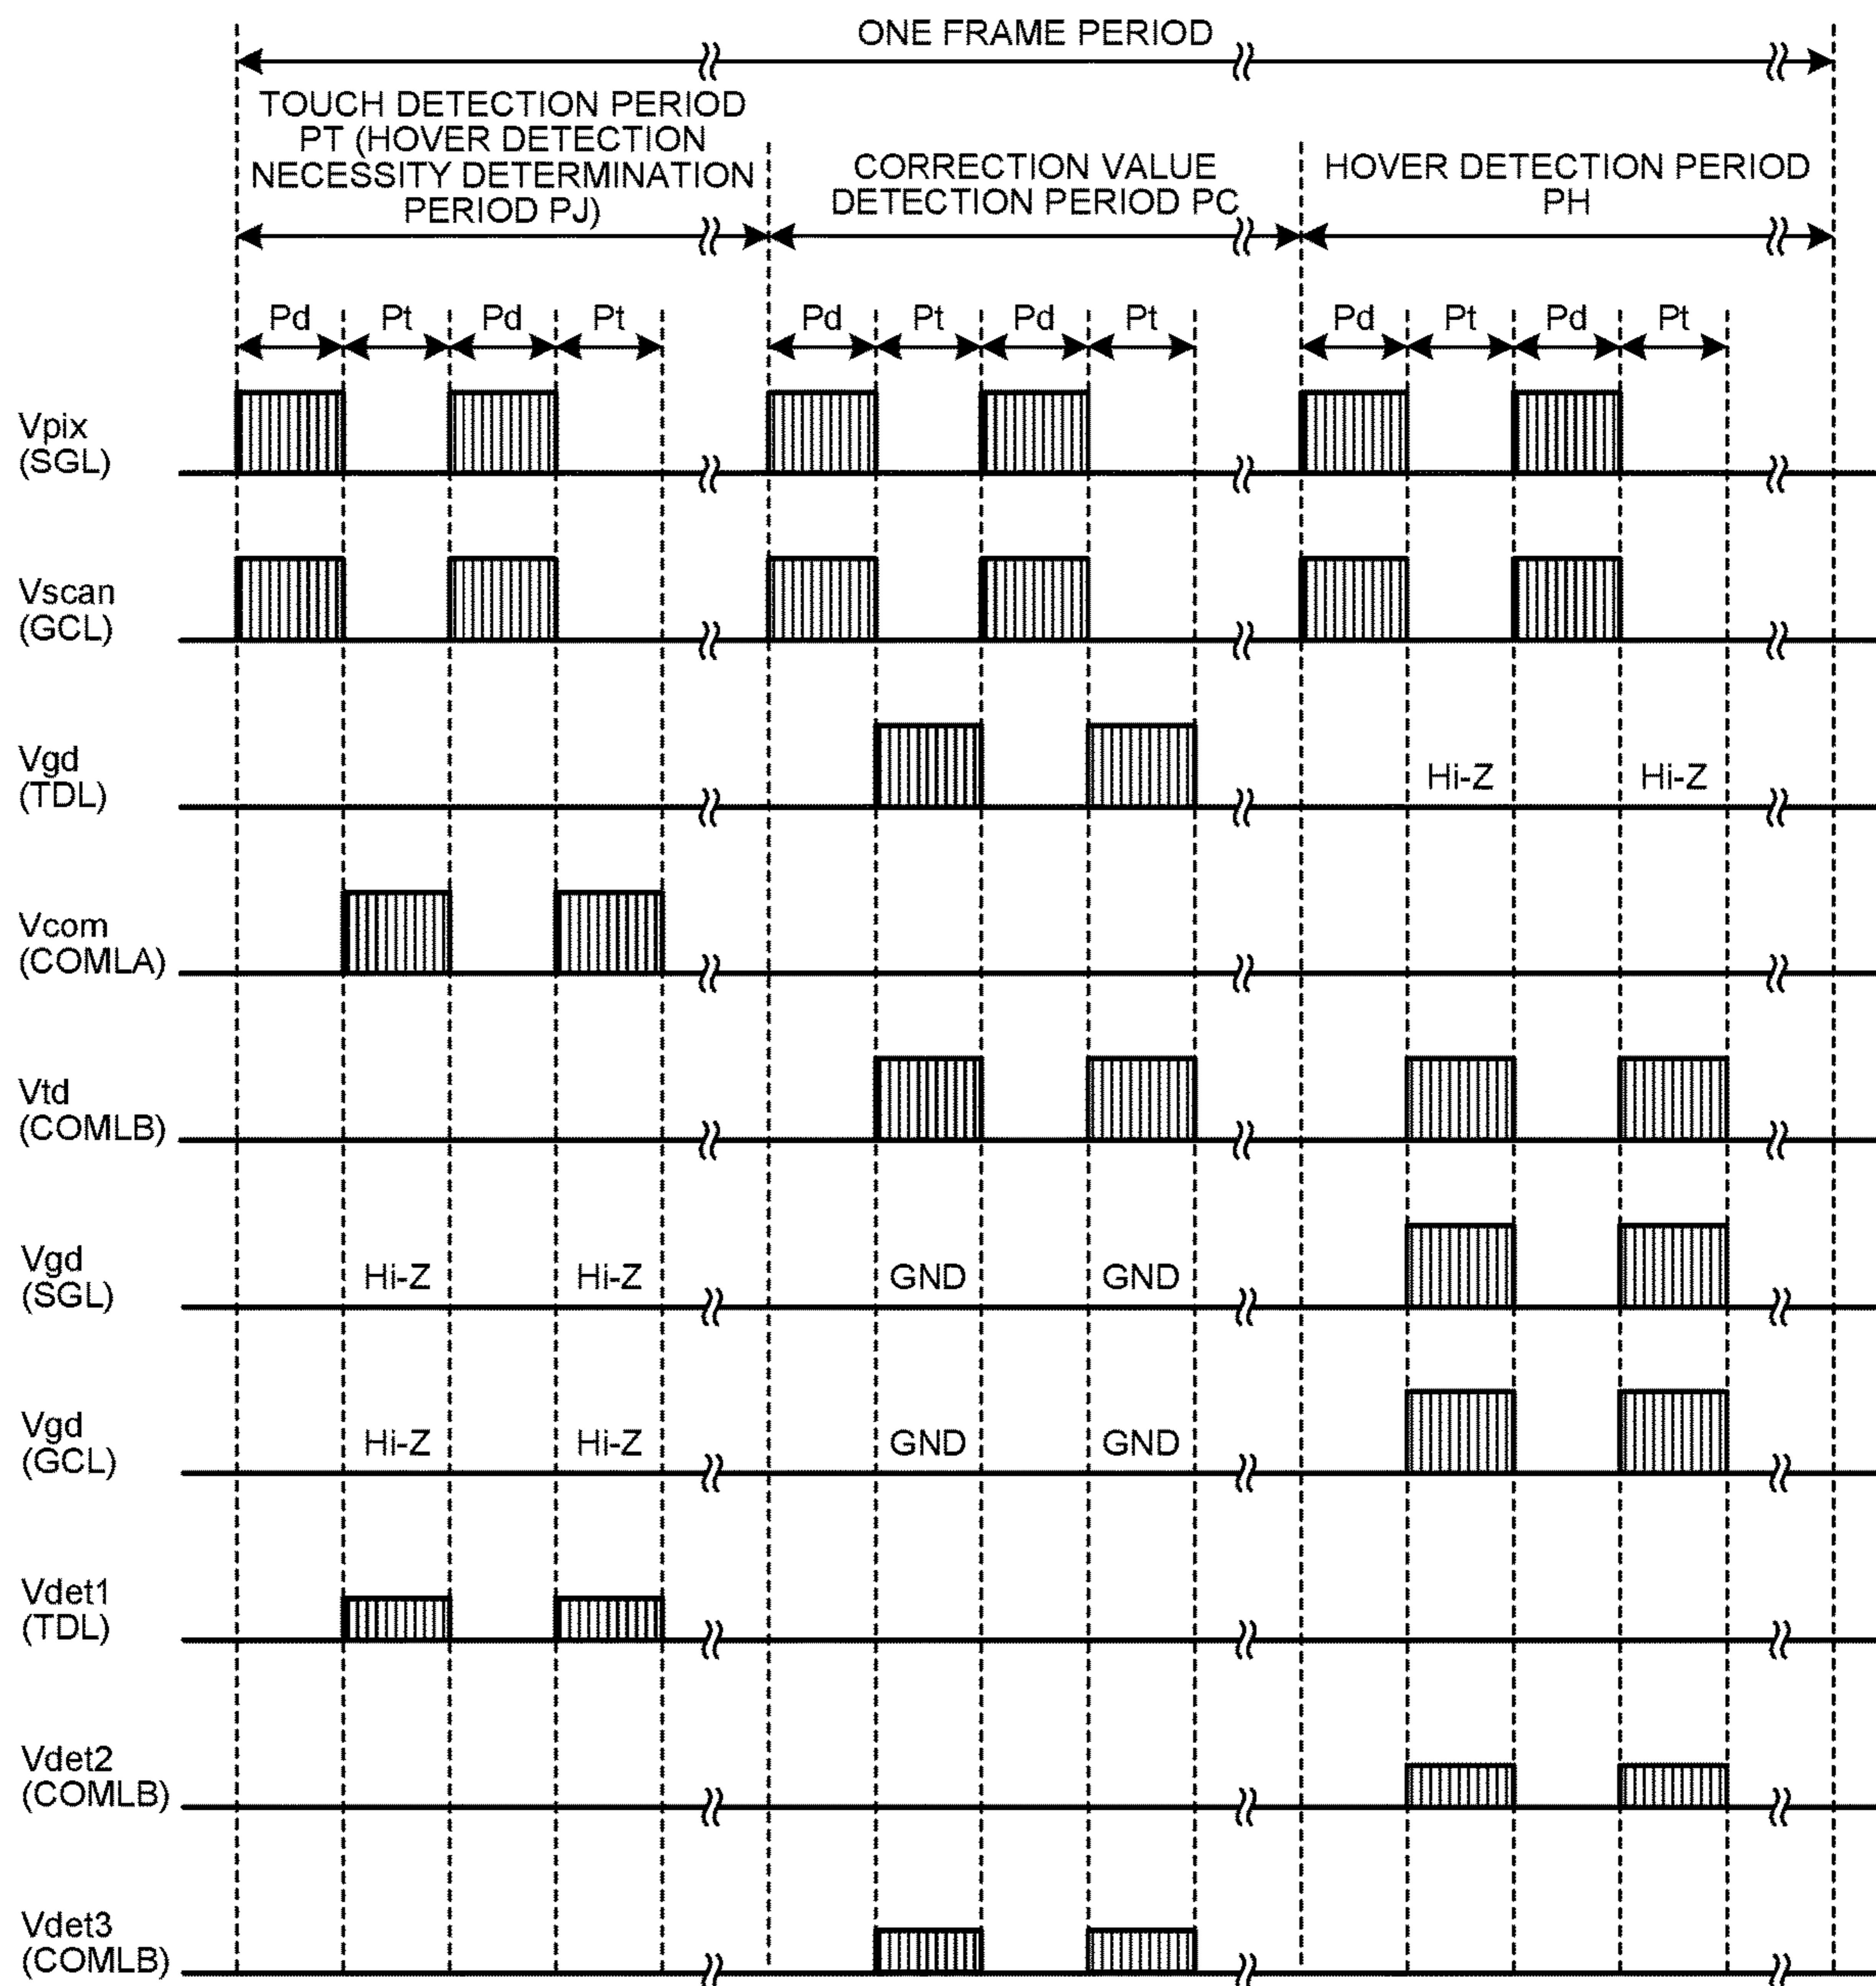 ONE FRAME PERIOD
TOUCH DETECTION PERIOD
PT (HOVER DETECTION
NECESSITY DETERMINATION
PERIOD PJ)
CORRECTION VALUE
DETECTION PERIOD PC
HOVER DETECTION PERIOD
PH
Pd Pt Pd Pt Pd Pt Pd Pt Pd Pt Pd Pt
Vpix
(SGL)
Vscan
(GCL)
Vgd
(TDL)
Hi-Z Hi-Z
Vcom
(COMLA)
Vtd
(COMLB)
Vgd
(SGL)
Hi-Z Hi-Z GND GND
Vgd
(GCL)
Hi-Z Hi-Z GND GND
Vdet1
(TDL)
Vdet2
(COMLB)
Vdet3
(COMLB)